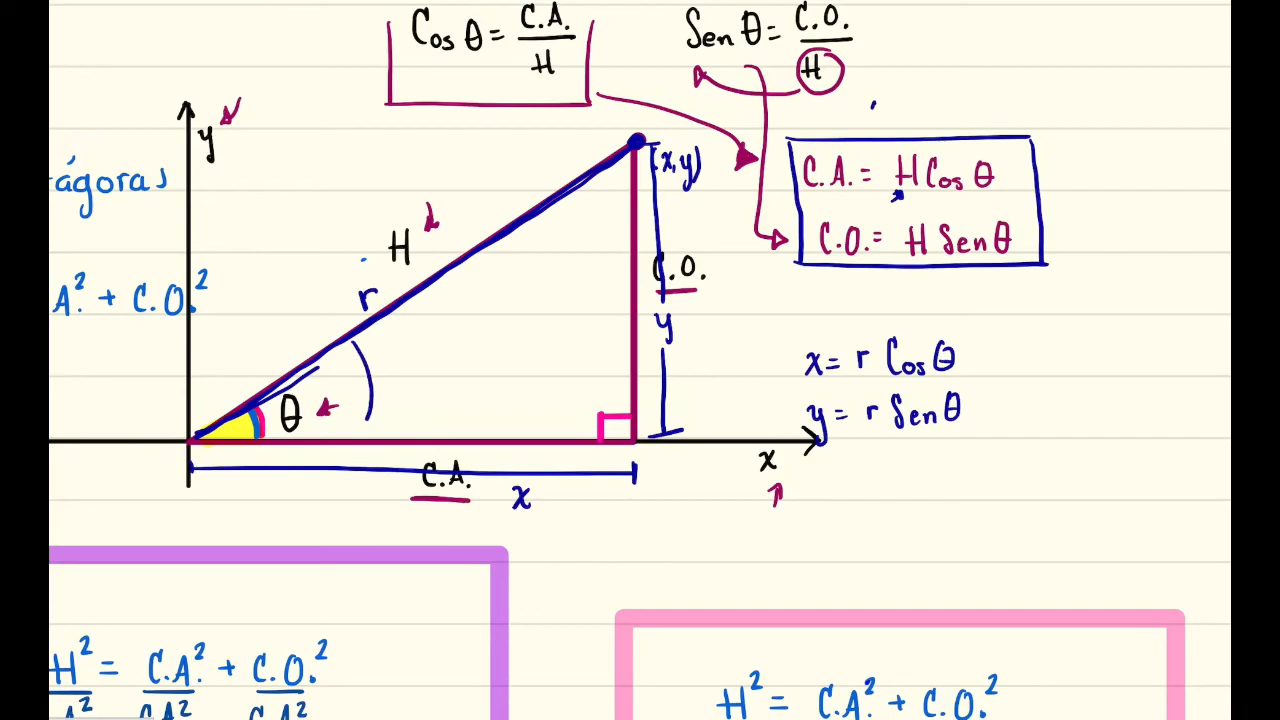 Cos θ = C.A. / H
Sen θ = C.O. / H
y
ágoras
(x,y)
C.A. = H Cos θ
H
C.O. = H Sen θ
C.O.
A.² + C.O.²
r
y
x = r Cos θ
θ
y = r Sen θ
x
C.A.
x
H² = C.A.² + C.O.²
H² = C.A.² + C.O.²